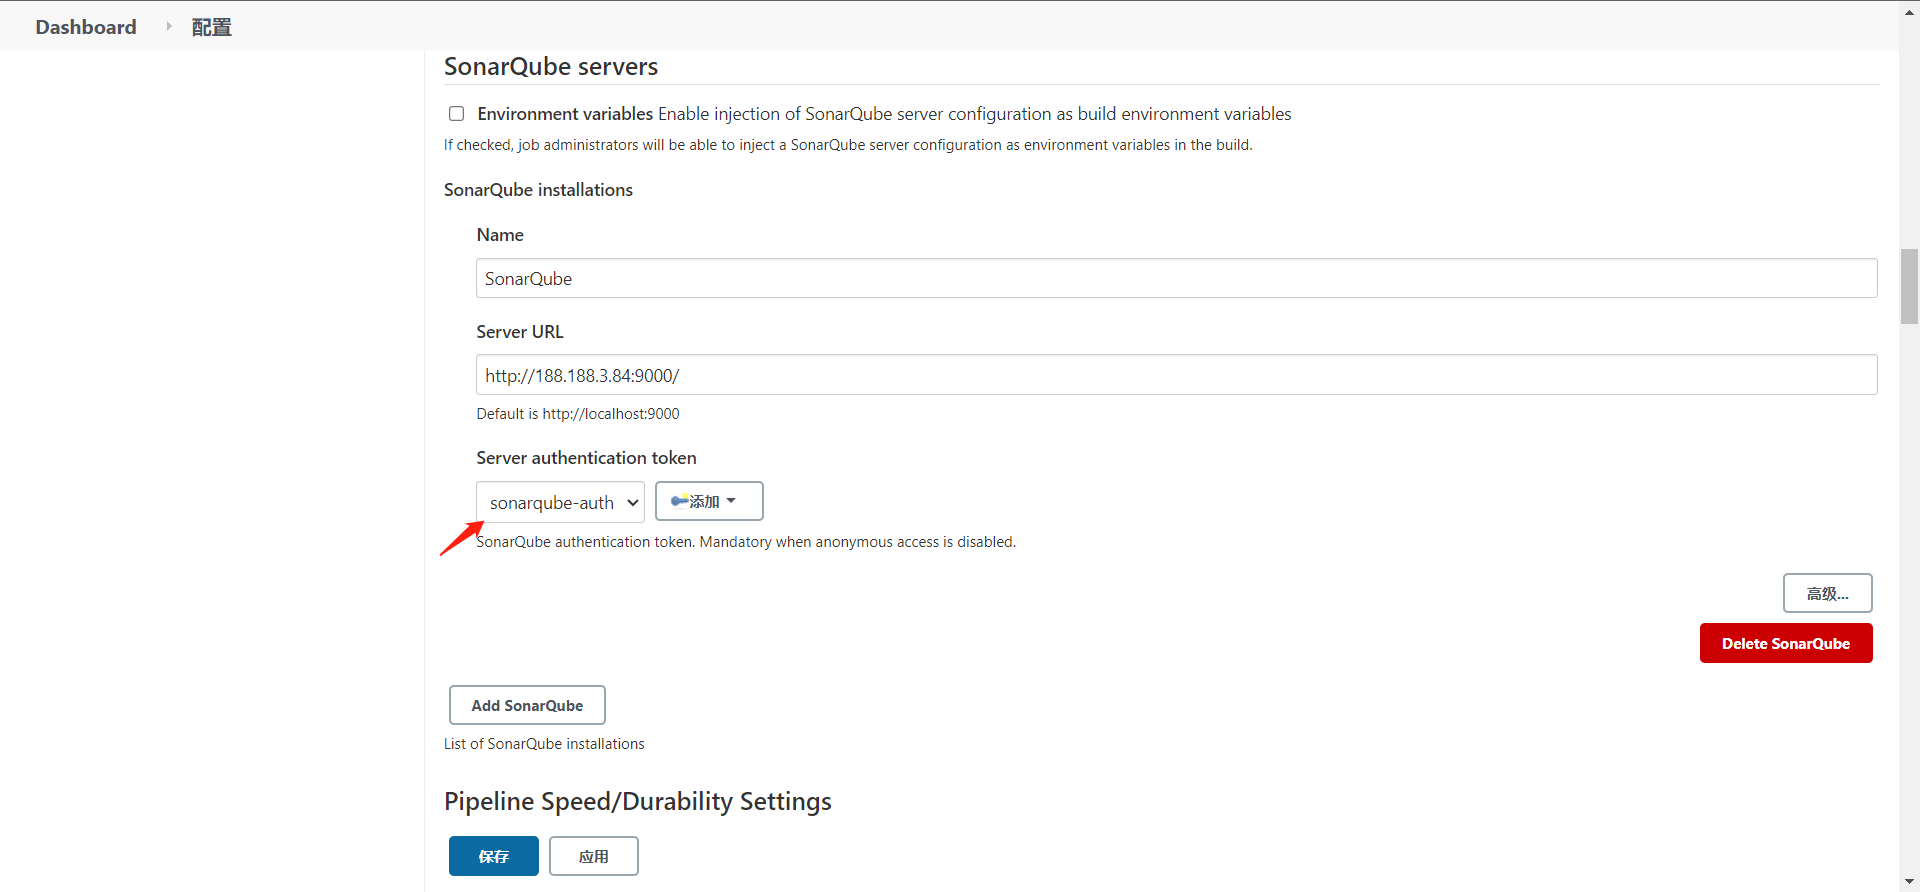 Dashboard 配置
SonarQube servers
Environment variables Enable injection of SonarQube server configuration as build environment variables
If checked, job administrators will be able to inject a SonarQube server configuration as environment variables in the build.
SonarQube installations
Name
SonarQube
Server URL
http://188.188.3.84:9000/
Default is http://localhost:9000
Server authentication token
sonarqube-auth 添加
SonarQube authentication token. Mandatory when anonymous access is disabled.
高级...
Delete SonarQube
Add SonarQube
List of SonarQube installations
Pipeline Speed/Durability Settings
保存 应用